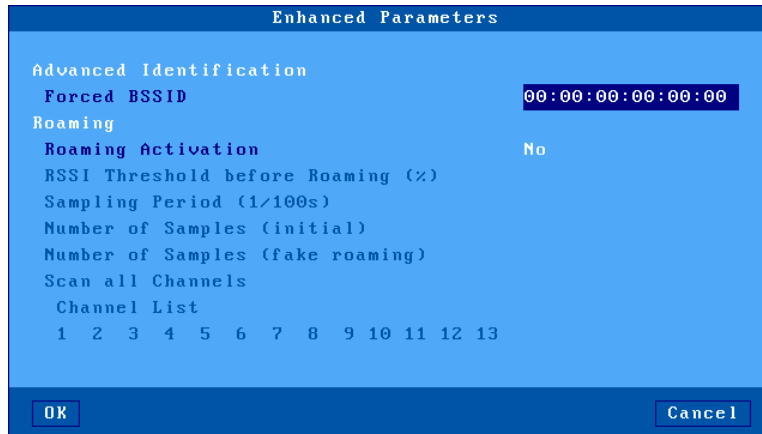 Enhanced Parameters
Advanced Identification
Forced BSSID 00:00:00:00:00:00
Roaming
Roaming Activation No
RSSI Threshold before Roaming (%)
Sampling Period (1/100s)
Number of Samples (initial)
Number of Samples (fake roaming)
Scan all Channels
Channel List
1 2 3 4 5 6 7 8 9 10 11 12 13
OK Cancel